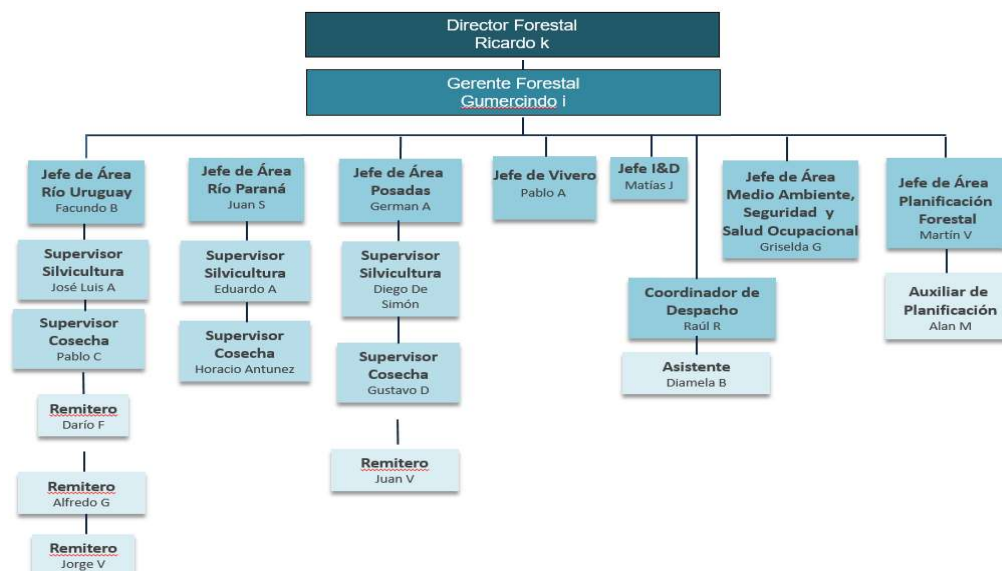 Director Forestal
Ricardo k
Gerente Forestal
Gumercindo i
Jefe de Área
Río Uruguay
Facundo B
Supervisor
Silvicultura
José Luis A
Supervisor
Cosecha
Pablo C
Remitero
Darío F
Remitero
Alfredo G
Remitero
Jorge V
Jefe de Área
Río Paraná
Juan S
Supervisor
Silvicultura
Eduardo A
Supervisor
Cosecha
Horacio Antunez
Jefe de Área
Posadas
German A
Supervisor
Silvicultura
Diego De
Simón
Supervisor
Cosecha
Gustavo D
Remitero
Juan V
Jefe de Vivero
Pablo A
Jefe I&D
Matías J
Coordinador de
Despacho
Raúl R
Asistente
Diamela B
Jefe de Área
Medio Ambiente,
Seguridad y
Salud Ocupacional
Griselda G
Jefe de Área
Planificación
Forestal
Martín V
Auxiliar de
Planificación
Alan M